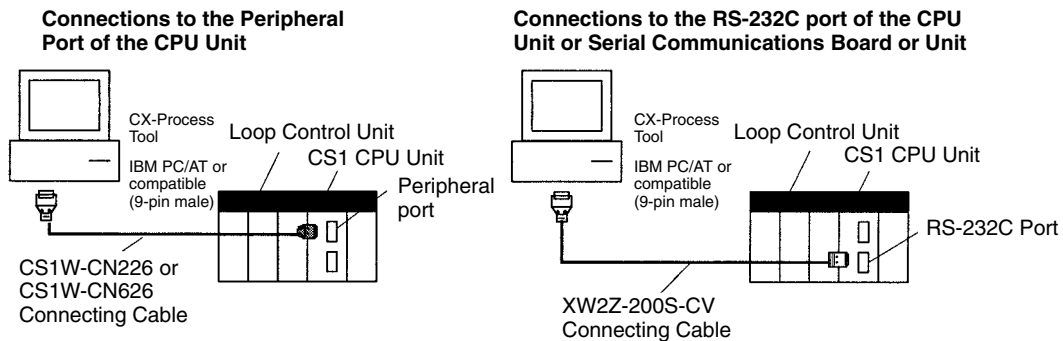 Connections to the Peripheral
Port of the CPU Unit
CX-Process
Tool
IBM PC/AT or
compatible
(9-pin male)
Loop Control Unit
CS1 CPU Unit
Peripheral
port
CS1W-CN226 or
CS1W-CN626
Connecting Cable
Connections to the RS-232C port of the CPU
Unit or Serial Communications Board or Unit
CX-Process
Tool
IBM PC/AT or
compatible
(9-pin male)
Loop Control Unit
CS1 CPU Unit
RS-232C Port
XW2Z-200S-CV
Connecting Cable